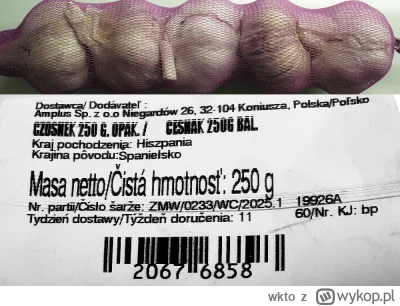 Dostawca/ Dodávateľ :
Amplus Sp. z o.o Niegardów 26, 32-104 Koniusza, Polska/Poľsko
CZOSNEK 250 G. OPAK. / CESNAK 250G BAL.
Kraj pochodzenia: Hiszpania
Krajina pôvodu:Spanielsko
Masa netto/Čistá hmotnosť: 250 g
Nr. partii/Číslo šarže: ZMW/0233/WC/2025.1 19926A
Tydzień dostawy/Týždeň doručenia: 11 60/Nr. KJ: bp
2067 6858
wkto z wykop.pl